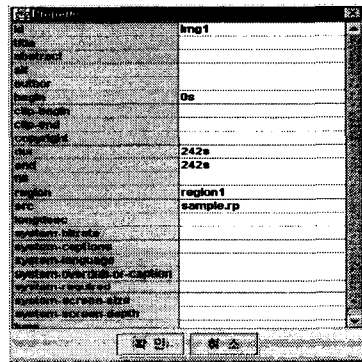 Properties
id img1
title
abstract
alt
author
begin 0s
clip-begin
clip-end
copyright
dur 242s
end 242s
fill
region region1
src sample.rp
longdesc
system-bitrate
system-captions
system-language
system-overdub-or-caption
system-required
system-screen-size
system-screen-depth
확 인 취 소